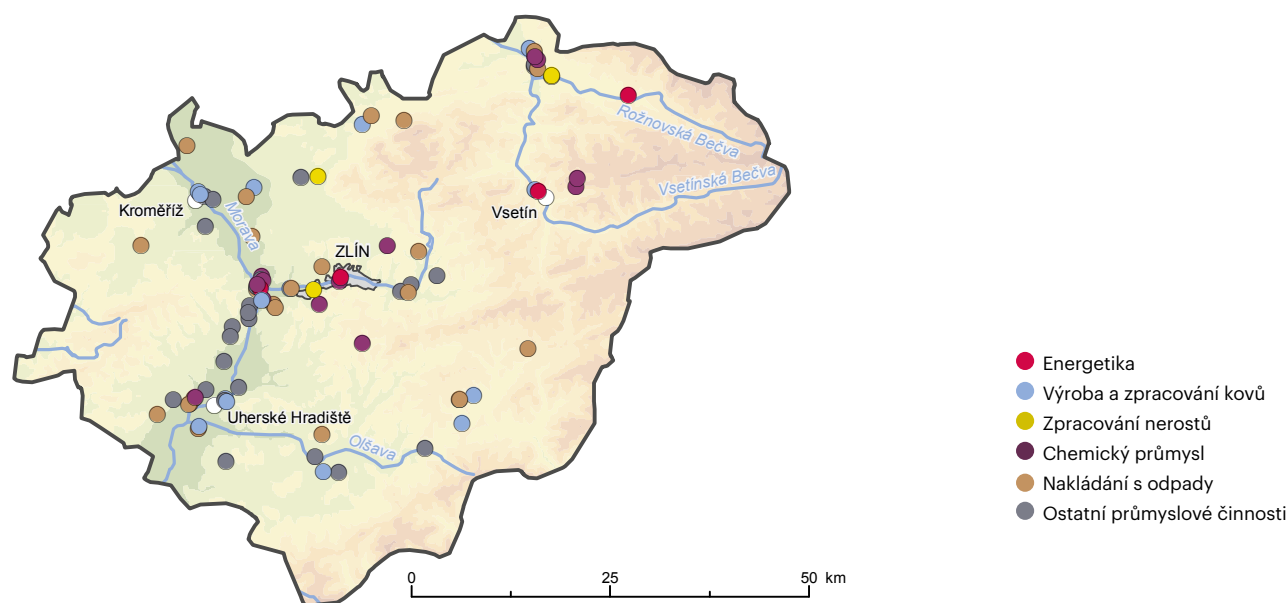 Rožnovská Bečva
Vsetínská Bečva
Kroměříž
Vsetín
Morava
ZLÍN
Uherské Hradiště
Olšava
Energetika
Výroba a zpracování kovů
Zpracování nerostů
Chemický průmysl
Nakládání s odpady
Ostatní průmyslové činnosti
0 25 50 km